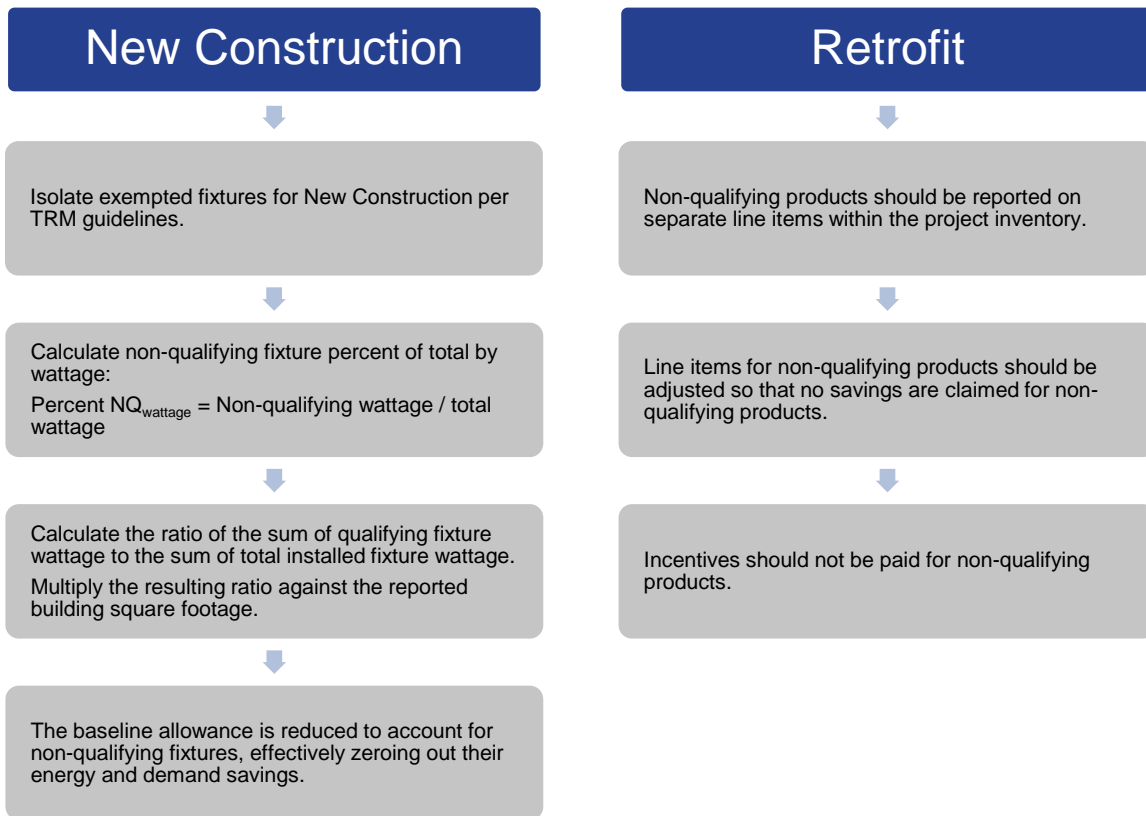 New Construction
Isolate exempted fixtures for New Construction per
TRM guidelines.
Calculate non-qualifying fixture percent of total by
wattage:
Percent NQwattage = Non-qualifying wattage / total
wattage
Calculate the ratio of the sum of qualifying fixture
wattage to the sum of total installed fixture wattage.
Multiply the resulting ratio against the reported
building square footage.
The baseline allowance is reduced to account for
non-qualifying fixtures, effectively zeroing out their
energy and demand savings.
Retrofit
Non-qualifying products should be reported on
separate line items within the project inventory.
Line items for non-qualifying products should be
adjusted so that no savings are claimed for non-
qualifying products.
Incentives should not be paid for non-qualifying
products.